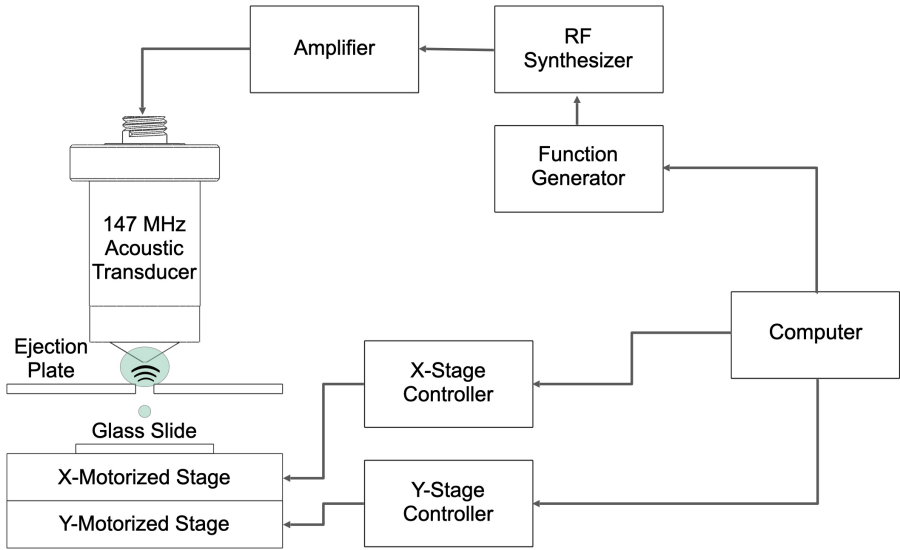 Amplifier
RF
Synthesizer
Function
Generator
147 MHz
Acoustic
Transducer
Computer
Ejection
Plate
X-Stage
Controller
Glass Slide
X-Motorized Stage
Y-Stage
Controller
Y-Motorized Stage